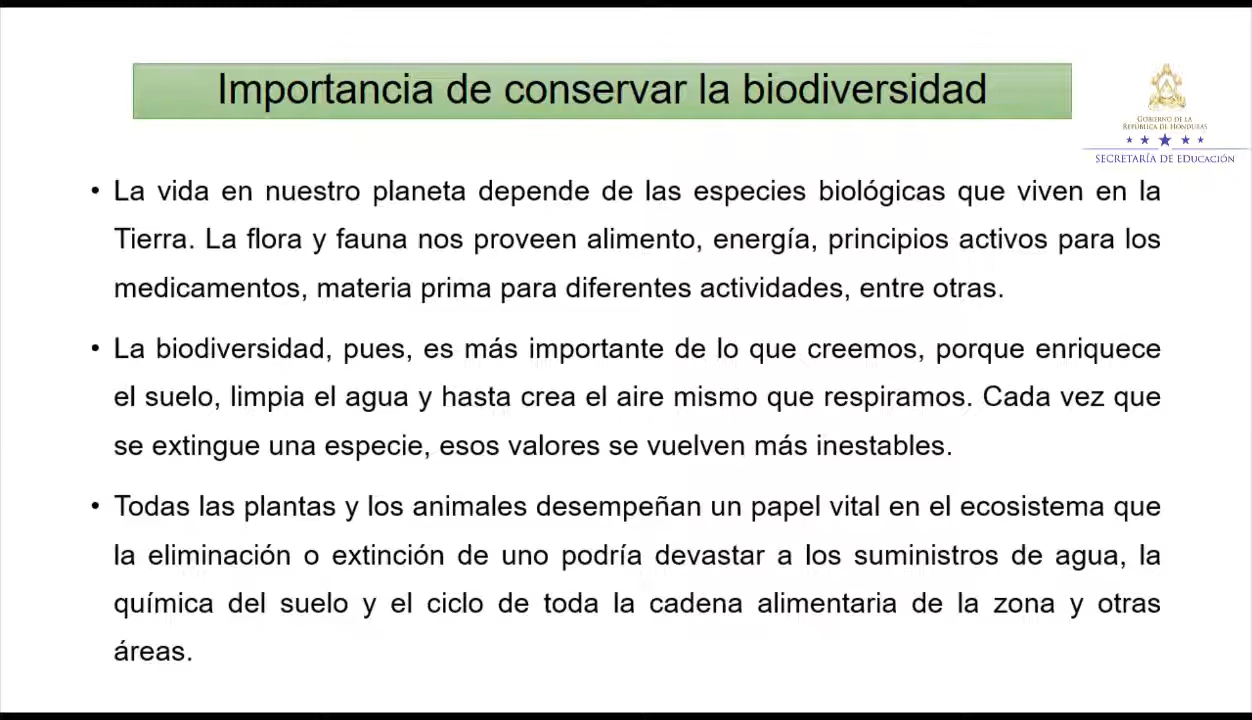 Importancia de conservar la biodiversidad
GOBIERNO DE LA
REPÚBLICA DE HONDURAS
SECRETARÍA DE EDUCACIÓN
• La vida en nuestro planeta depende de las especies biológicas que viven en la
Tierra. La flora y fauna nos proveen alimento, energía, principios activos para los
medicamentos, materia prima para diferentes actividades, entre otras.
• La biodiversidad, pues, es más importante de lo que creemos, porque enriquece
el suelo, limpia el agua y hasta crea el aire mismo que respiramos. Cada vez que
se extingue una especie, esos valores se vuelven más inestables.
• Todas las plantas y los animales desempeñan un papel vital en el ecosistema que
la eliminación o extinción de uno podría devastar a los suministros de agua, la
química del suelo y el ciclo de toda la cadena alimentaria de la zona y otras
áreas.